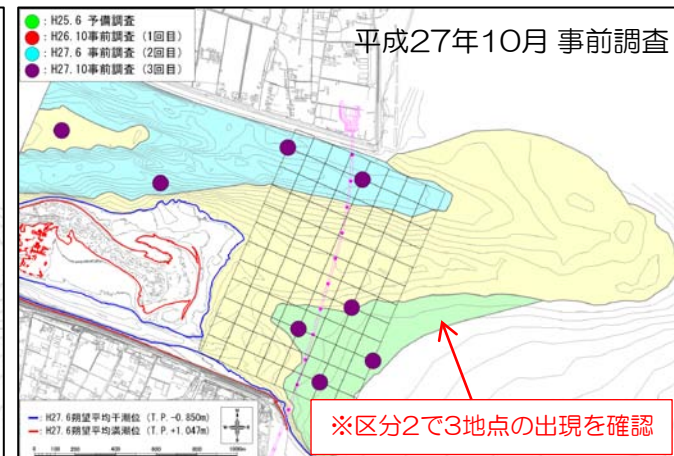 : H25.6 予備調査
: H26.10事前調査 (1回目)
: H27.6 事前調査 (2回目)
: H27.10事前調査 (3回目)
平成27年10月 事前調査
※区分2で3地点の出現を確認
: H27.6朔望平均干潮位 (T.P.-0.850m)
: H27.6朔望平均満潮位 (T.P.+1.047m)